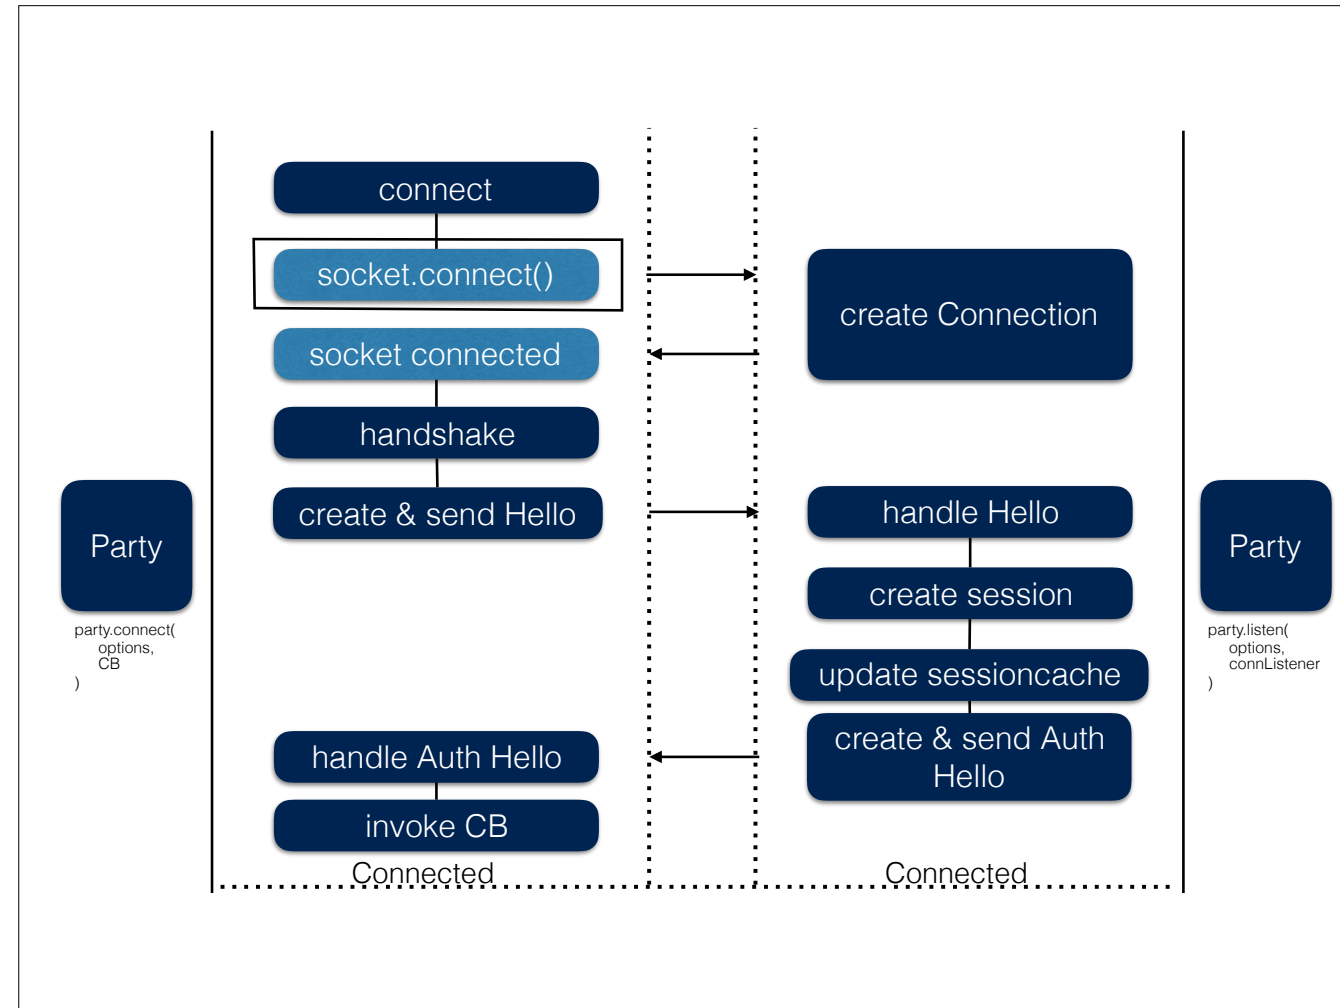 connect
socket.connect()
socket connected
handshake
create & send Hello
handle Auth Hello
invoke CB
Connected
create Connection
handle Hello
create session
update sessioncache
create & send Auth
Hello
Connected
Party
party.connect(
options,
CB
)
Party
party.listen(
options,
connListener
)